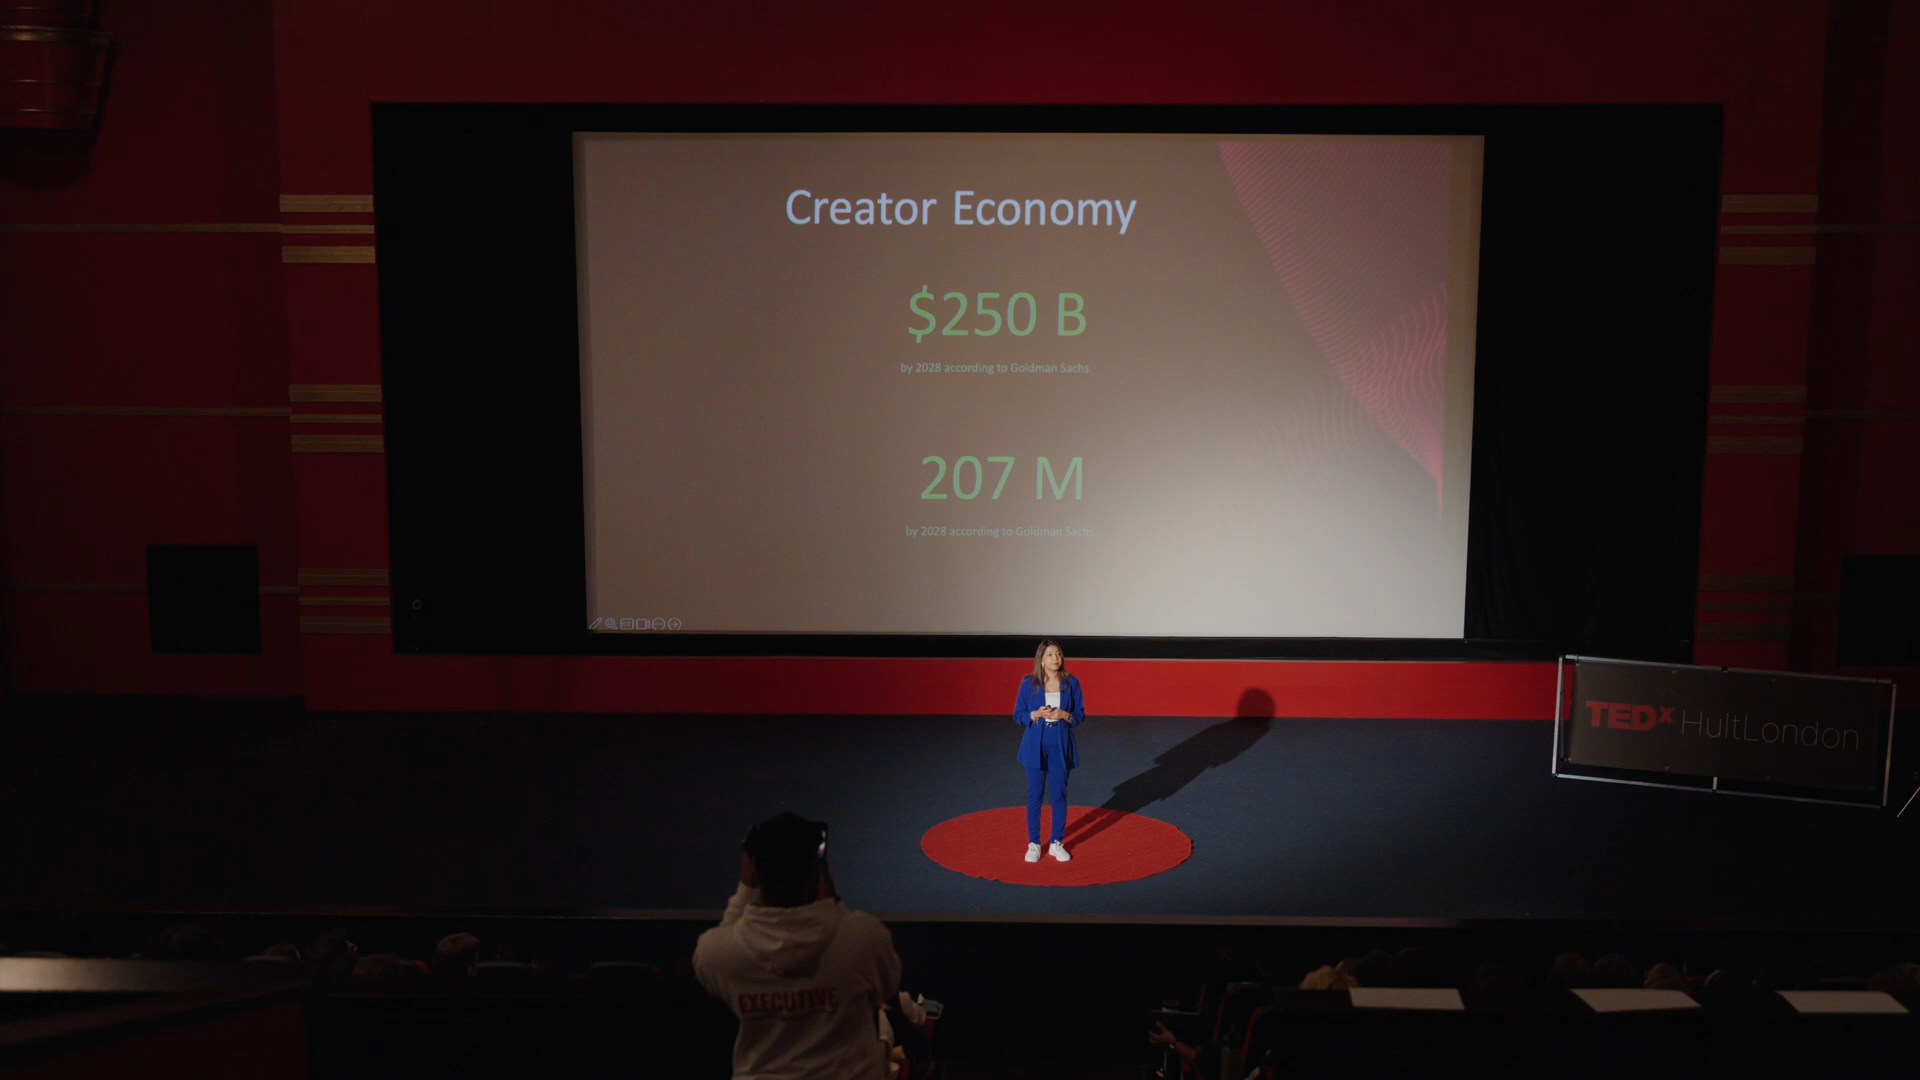 Creator Economy
$250 B
by 2028 according to Goldman Sachs.
207 M
by 2028 according to Goldman Sachs.
TEDx HultLondon
EXECUTIVE